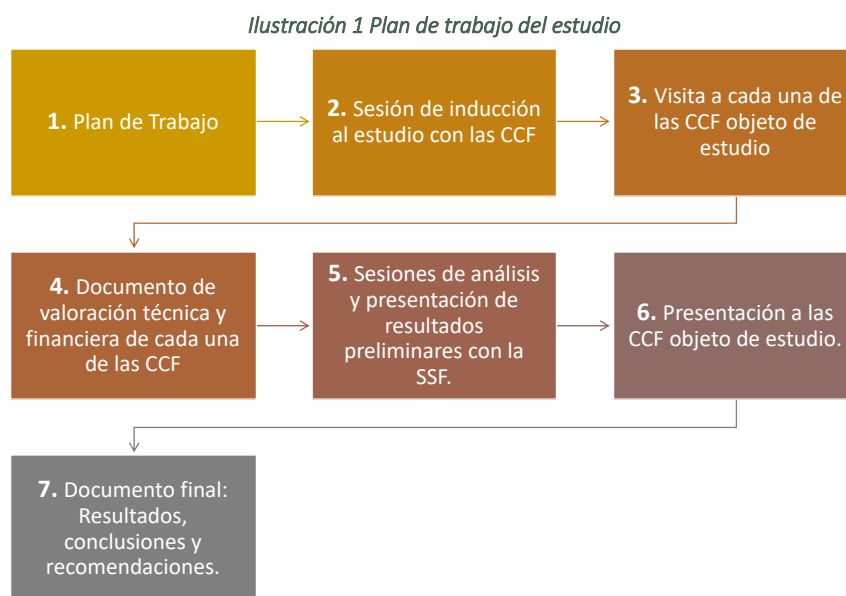 Ilustración 1 Plan de trabajo del estudio
1. Plan de Trabajo
2. Sesión de inducción
al estudio con las CCF
3. Visita a cada una de
las CCF objeto de
estudio
4. Documento de
valoración técnica y
financiera de cada una
de las CCF
5. Sesiones de análisis
y presentación de
resultados
preliminares con la
SSF.
6. Presentación a las
CCF objeto de estudio.
7. Documento final:
Resultados,
conclusiones y
recomendaciones.